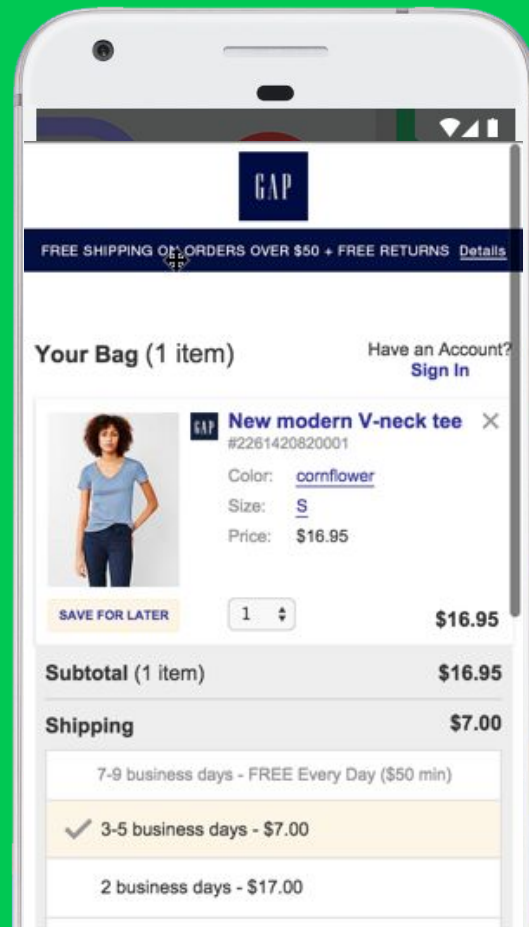 GAP
FREE SHIPPING ON ORDERS OVER $50 + FREE RETURNS Details
Your Bag (1 item)
Have an Account?
Sign In
GAP
New modern V-neck tee
#2261420820001
Color: cornflower
Size: S
Price: $16.95
SAVE FOR LATER
1
$16.95
Subtotal (1 item) $16.95
Shipping $7.00
7-9 business days - FREE Every Day ($50 min)
3-5 business days - $7.00
2 business days - $17.00